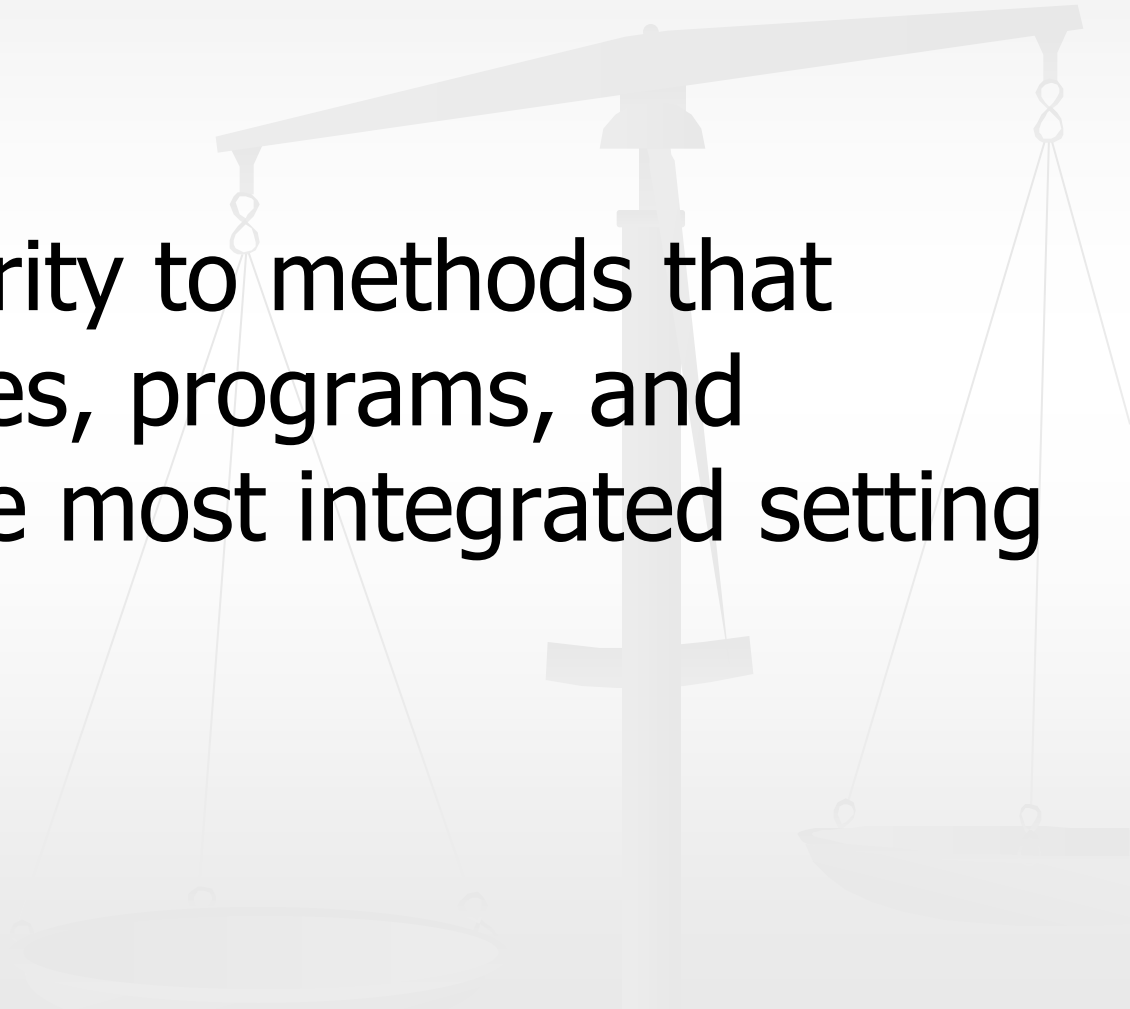 rity to methods that
es, programs, and
e most integrated setting